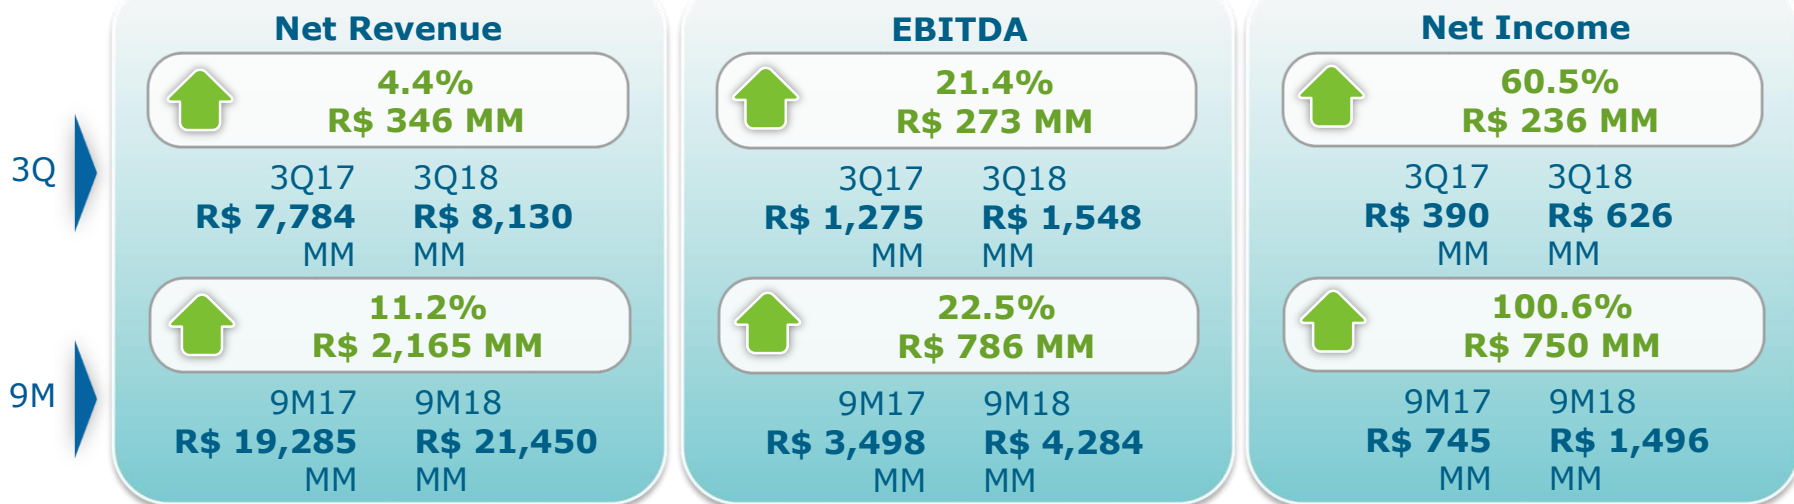 Net Revenue
4.4%
R$ 346 MM
3Q
3Q17 3Q18
R$ 7,784 R$ 8,130
MM MM
11.2%
R$ 2,165 MM
9M
9M17 9M18
R$ 19,285 R$ 21,450
MM MM
EBITDA
21.4%
R$ 273 MM
3Q17 3Q18
R$ 1,275 R$ 1,548
MM MM
22.5%
R$ 786 MM
9M17 9M18
R$ 3,498 R$ 4,284
MM MM
Net Income
60.5%
R$ 236 MM
3Q17 3Q18
R$ 390 R$ 626
MM MM
100.6%
R$ 750 MM
9M17 9M18
R$ 745 R$ 1,496
MM MM